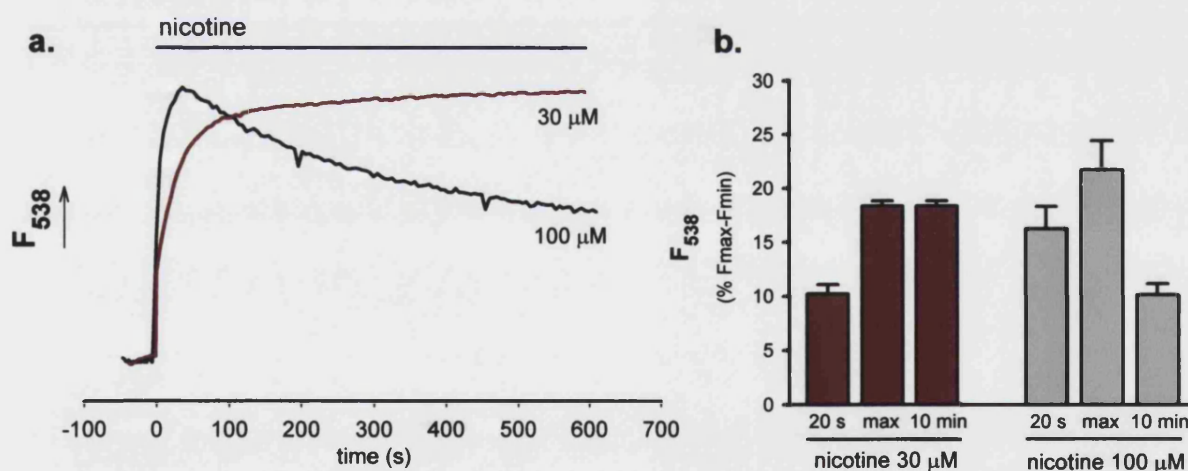 a.
nicotine
30 µM
100 µM
F538
-100 0 100 200 300 400 500 600 700
time (s)
b.
30
25
20
15
10
5
0
F538
(% Fmax-Fmin)
20 s max 10 min 20 s max 10 min
nicotine 30 µM nicotine 100 µM